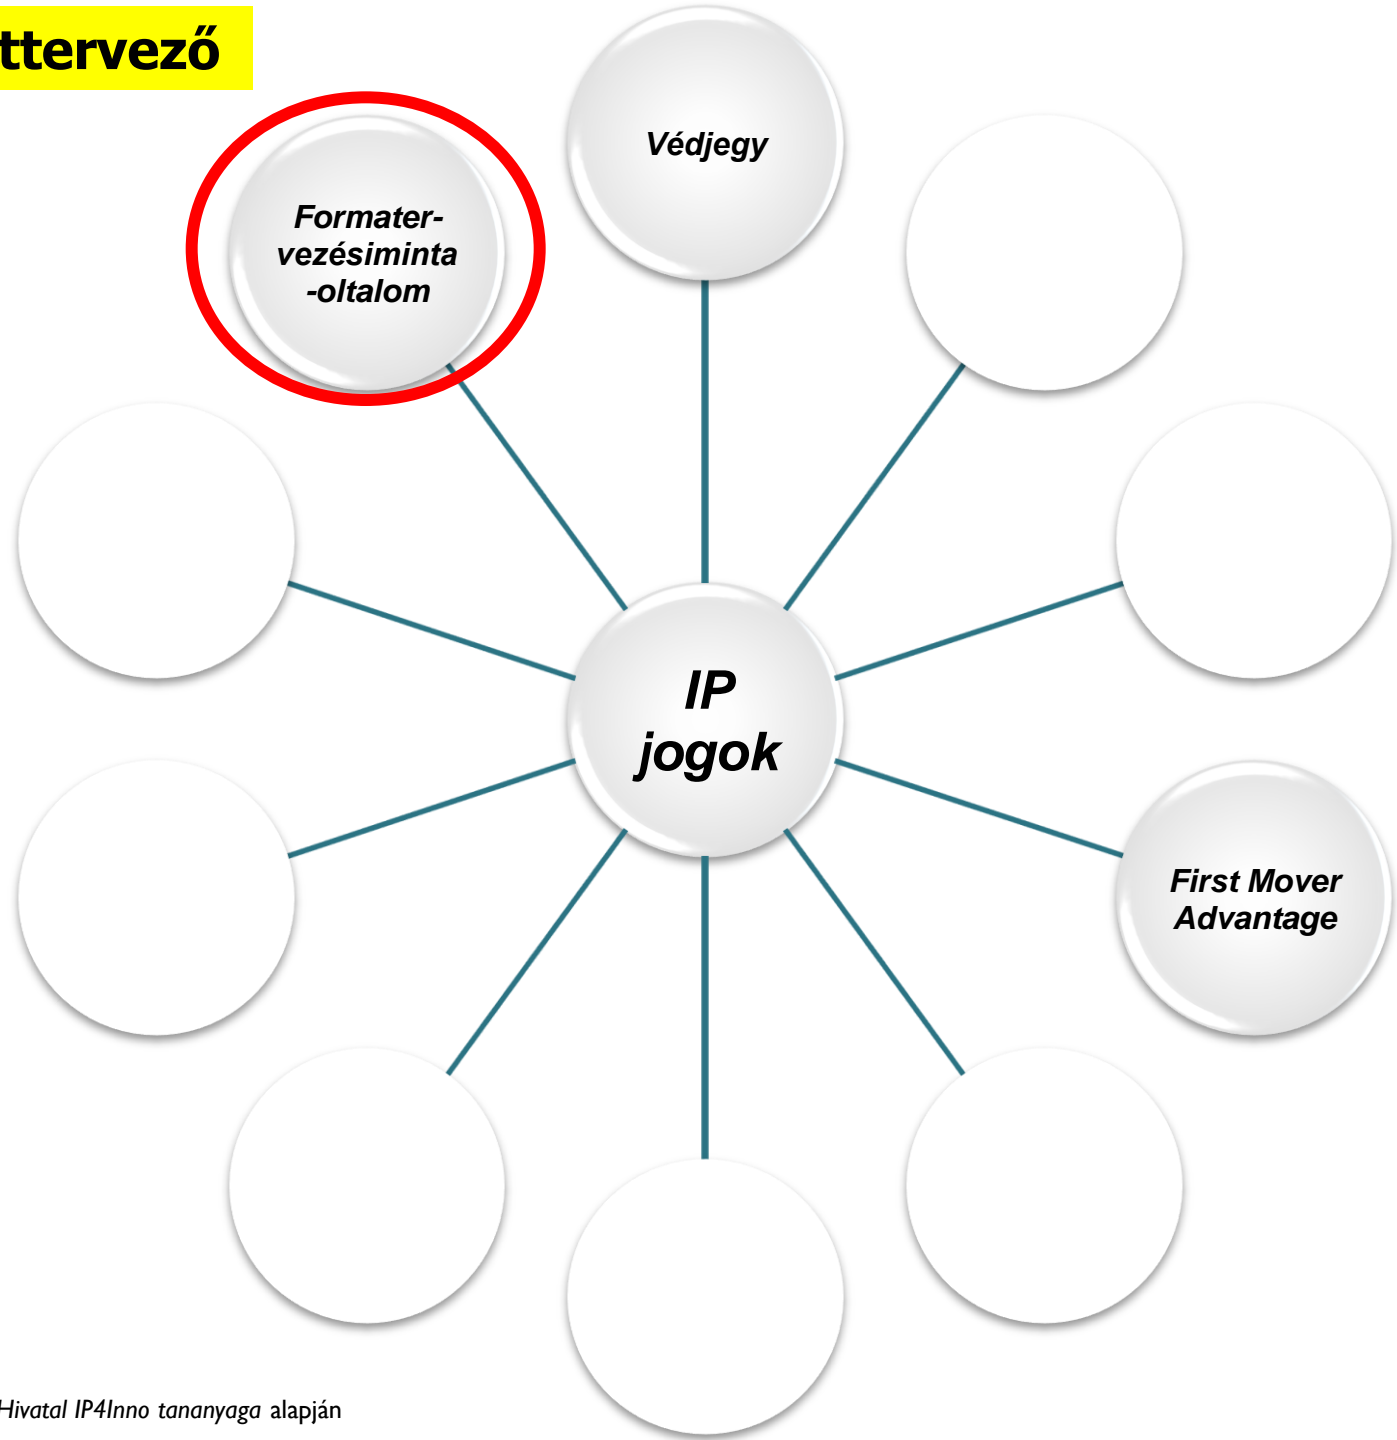 ttervező
Védjegy
Formater-
vezésiminta
-oltalom
IP
jogok
First Mover
Advantage
Hivatal IP4Inno tananyaga alapján